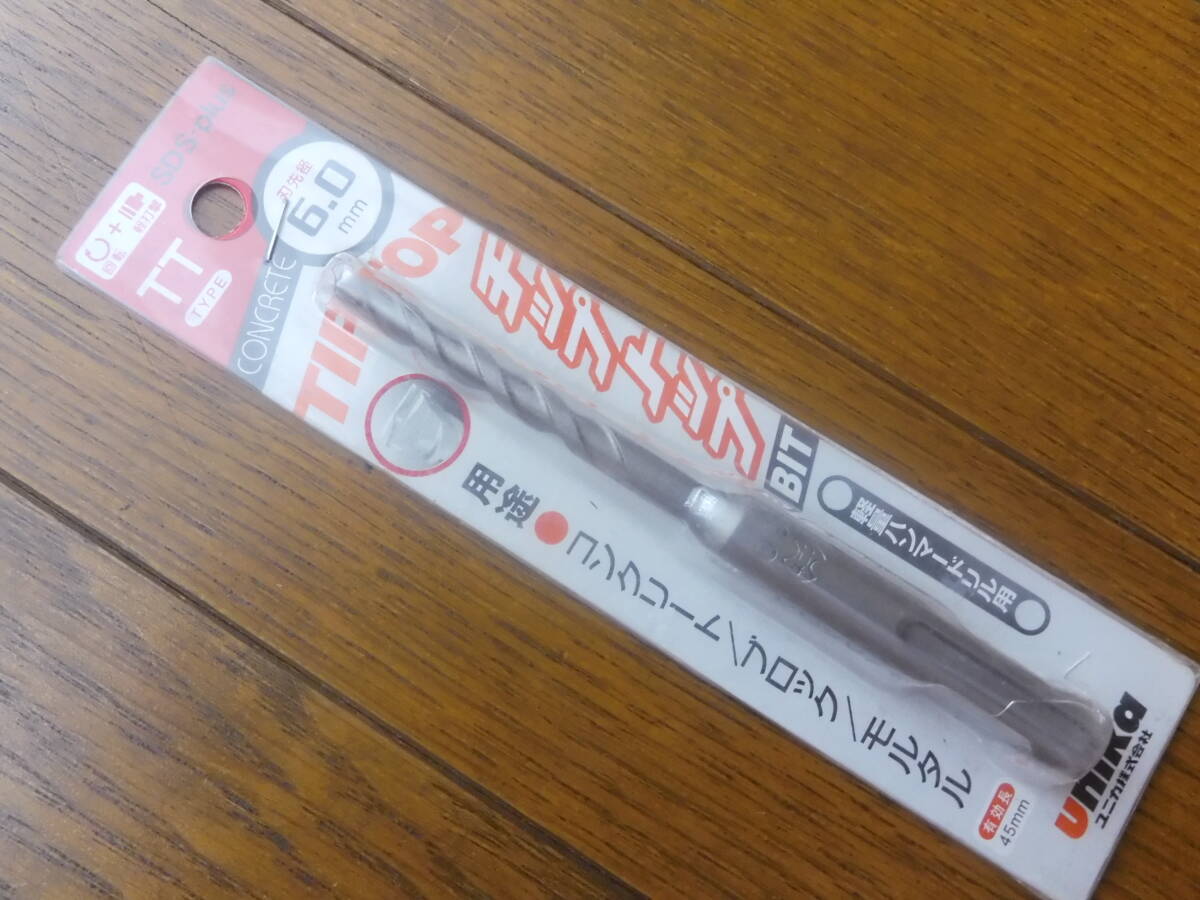 SDS-plus
回転 + 軽打撃
TT
TYPE
CONCRETE
刃先径
6.0
mm
TIP TOP
チップトップ
BIT
軽量ハンマードリル用
用途●コンクリート/ブロック/モルタル
有効長
45mm
unika
ユニカ株式会社